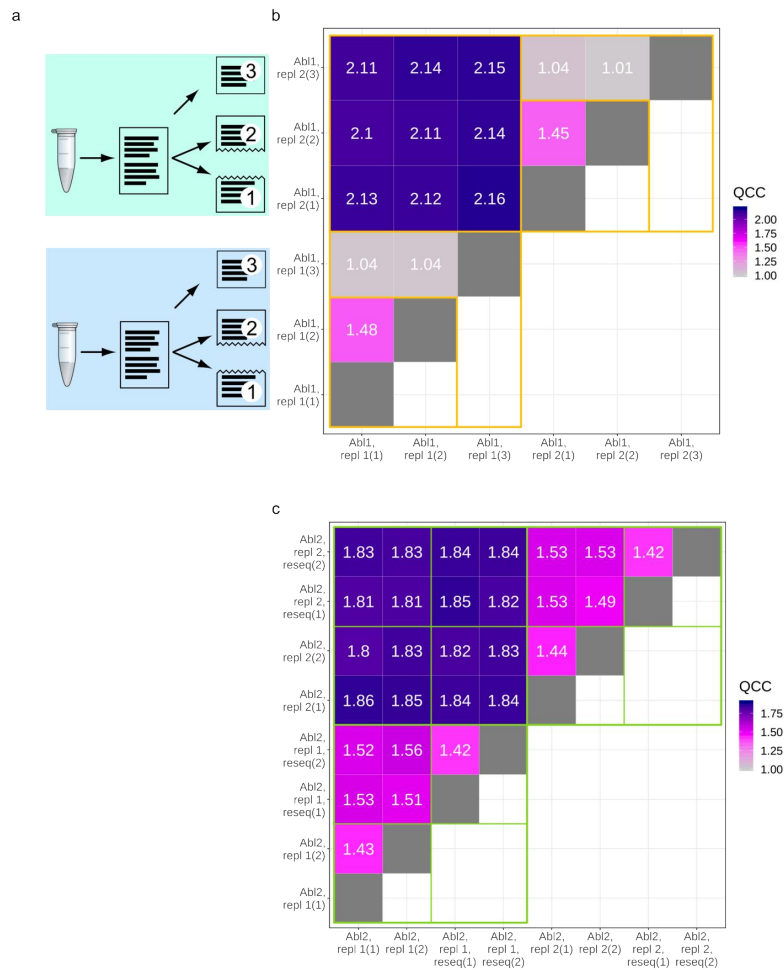 a
3
2
1
3
2
1
b
Abl1,
repl 2(3)
2.11 2.14 2.15 1.04 1.01
Abl1,
repl 2(2)
2.1 2.11 2.14 1.45
Abl1,
repl 2(1)
2.13 2.12 2.16
Abl1,
repl 1(3)
1.04 1.04
Abl1,
repl 1(2)
1.48
Abl1,
repl 1(1)
Abl1, Abl1, Abl1, Abl1, Abl1, Abl1,
repl 1(1) repl 1(2) repl 1(3) repl 2(1) repl 2(2) repl 2(3)
QCC
2.00
1.75
1.50
1.25
1.00
c
Abl2,
repl 2,
reseq(2)
1.83 1.83 1.84 1.84 1.53 1.53 1.42
Abl2,
repl 2,
reseq(1)
1.81 1.81 1.85 1.82 1.53 1.49
Abl2,
repl 2(2)
1.8 1.83 1.82 1.83 1.44
Abl2,
repl 2(1)
1.86 1.85 1.84 1.84
Abl2,
repl 1,
reseq(2)
1.52 1.56 1.42
Abl2,
repl 1,
reseq(1)
1.53 1.51
Abl2,
repl 1(2)
1.43
Abl2,
repl 1(1)
Abl2, Abl2, Abl2, Abl2, Abl2, Abl2, Abl2, Abl2,
repl 1(1) repl 1(2) repl 1, repl 1, repl 2(1) repl 2(2) repl 2, repl 2,
reseq(1) reseq(2) reseq(1) reseq(2)
QCC
1.75
1.50
1.25
1.00